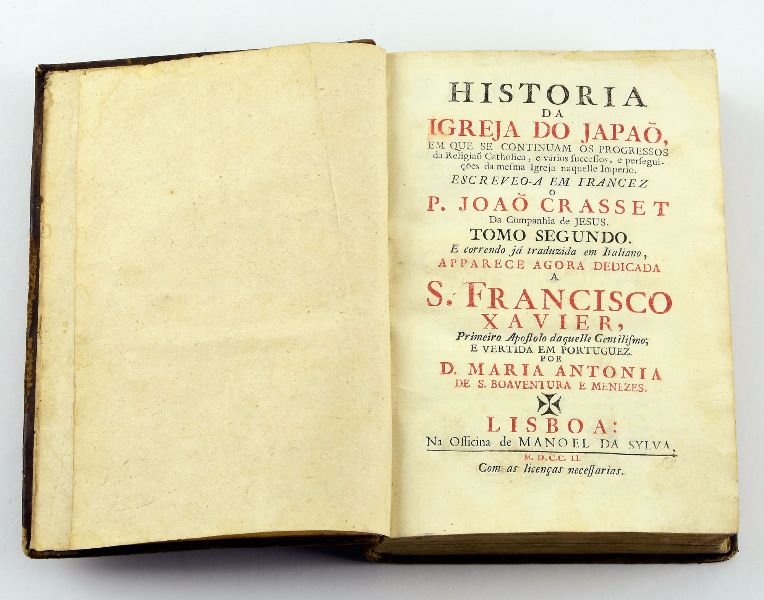 HISTORIA
DA
IGREJA DO JAPAÕ,
EM QUE SE CONTINUAM OS PROGRESSOS
da Religiaõ Catholica, e varios ſucceſſos, e perſegui-
ções da meſma Igreja naquelle Imperio.
ESCREVEO-A EM FRANCEZ
O
P. JOAÕ CRASSET
Da Companhia de JESUS.
TOMO SEGUNDO.
E correndo já traduzida em Italiano,
APPARECE AGORA DEDICADA
A
S. FRANCISCO
XAVIER,
Primeiro Apoſtolo daquelle Gentiliſmo,
E VERTIDA EM PORTUGUEZ
POR
D. MARIA ANTONIA
DE S. BOAVENTURA E MENEZES.
LISBOA:
Na Officina de MANOEL DA SYLVA.
M. D.C.C. LI
Com as licenças neceſſarias.